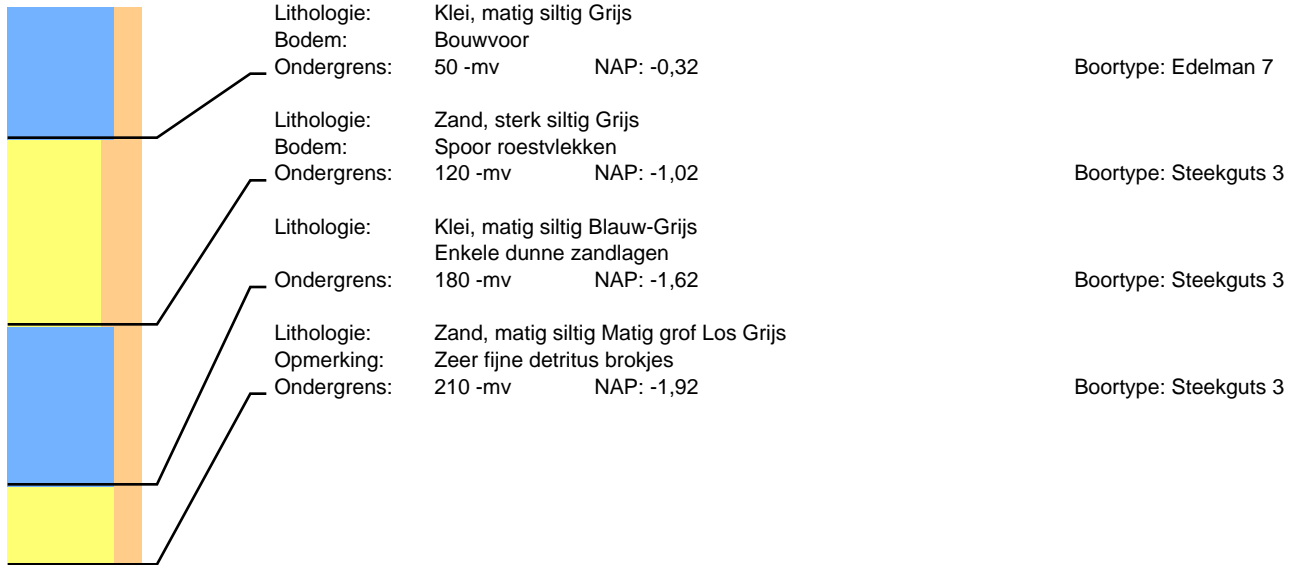 Lithologie: Klei, matig siltig Grijs
Bodem: Bouwvoor
Ondergrens: 50 -mv NAP: -0,32 Boortype: Edelman 7
Lithologie: Zand, sterk siltig Grijs
Bodem: Spoor roestvlekken
Ondergrens: 120 -mv NAP: -1,02 Boortype: Steekguts 3
Lithologie: Klei, matig siltig Blauw-Grijs
Enkele dunne zandlagen
Ondergrens: 180 -mv NAP: -1,62 Boortype: Steekguts 3
Lithologie: Zand, matig siltig Matig grof Los Grijs
Opmerking: Zeer fijne detritus brokjes
Ondergrens: 210 -mv NAP: -1,92 Boortype: Steekguts 3